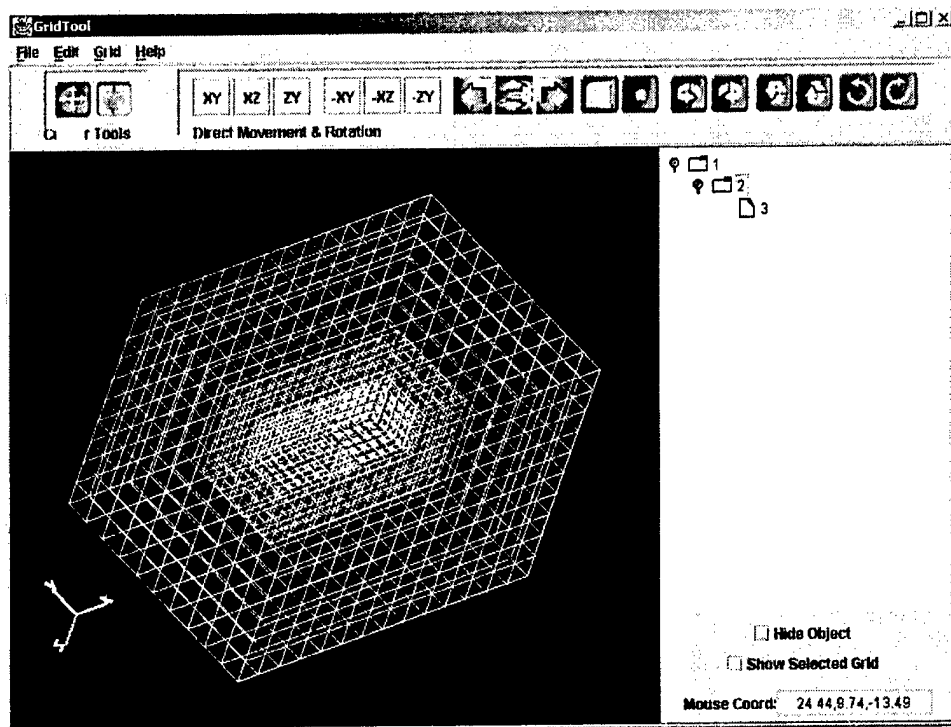 GridTool
File Edit Grid Help
XY XZ ZY -XY -XZ -ZY
r Tools
Direct Movement & Rotation
1
2
3
Hide Object
Show Selected Grid
Mouse Coord: 24 44,9.74,-13.49